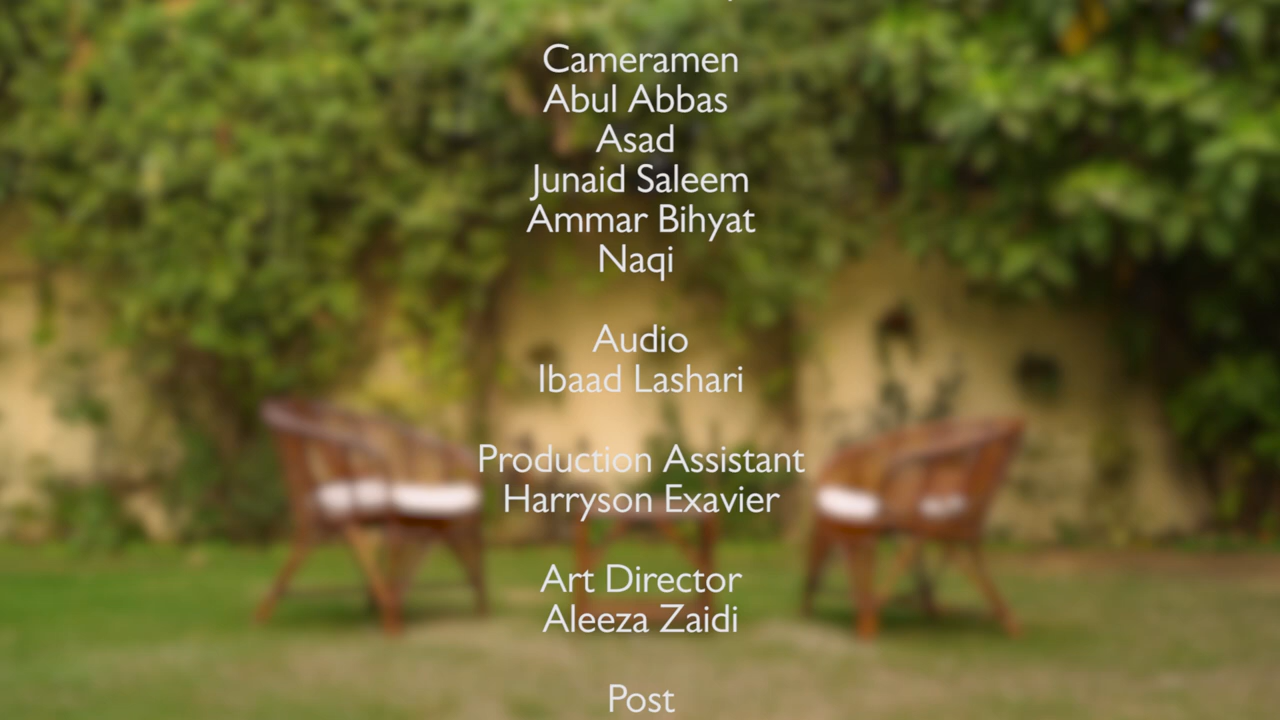 Cameramen
Abul Abbas
Asad
Junaid Saleem
Ammar Bihyat
Naqi
Audio
Ibaad Lashari
Production Assistant
Harryson Exavier
Art Director
Aleeza Zaidi
Post